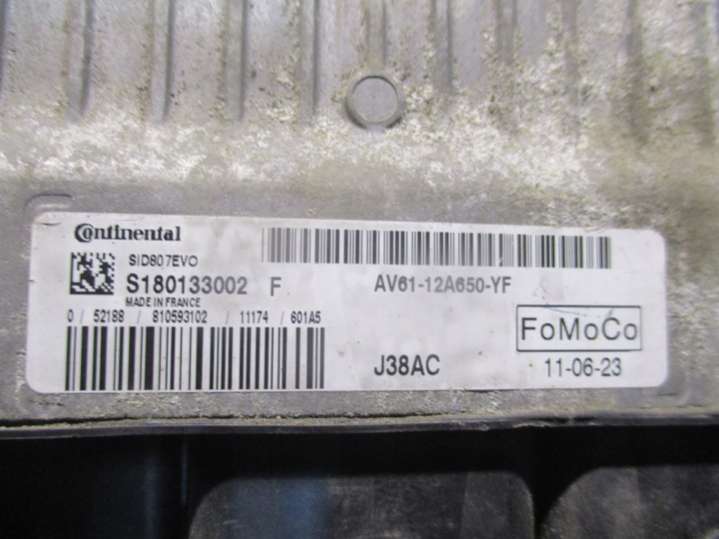 Continental
SID807EVO
S180133002 F
MADE IN FRANCE
0 / 52188 / 810593102 / 11174 / 601A5
AV61-12A650-YF
FoMoCo
J38AC
11-06-23